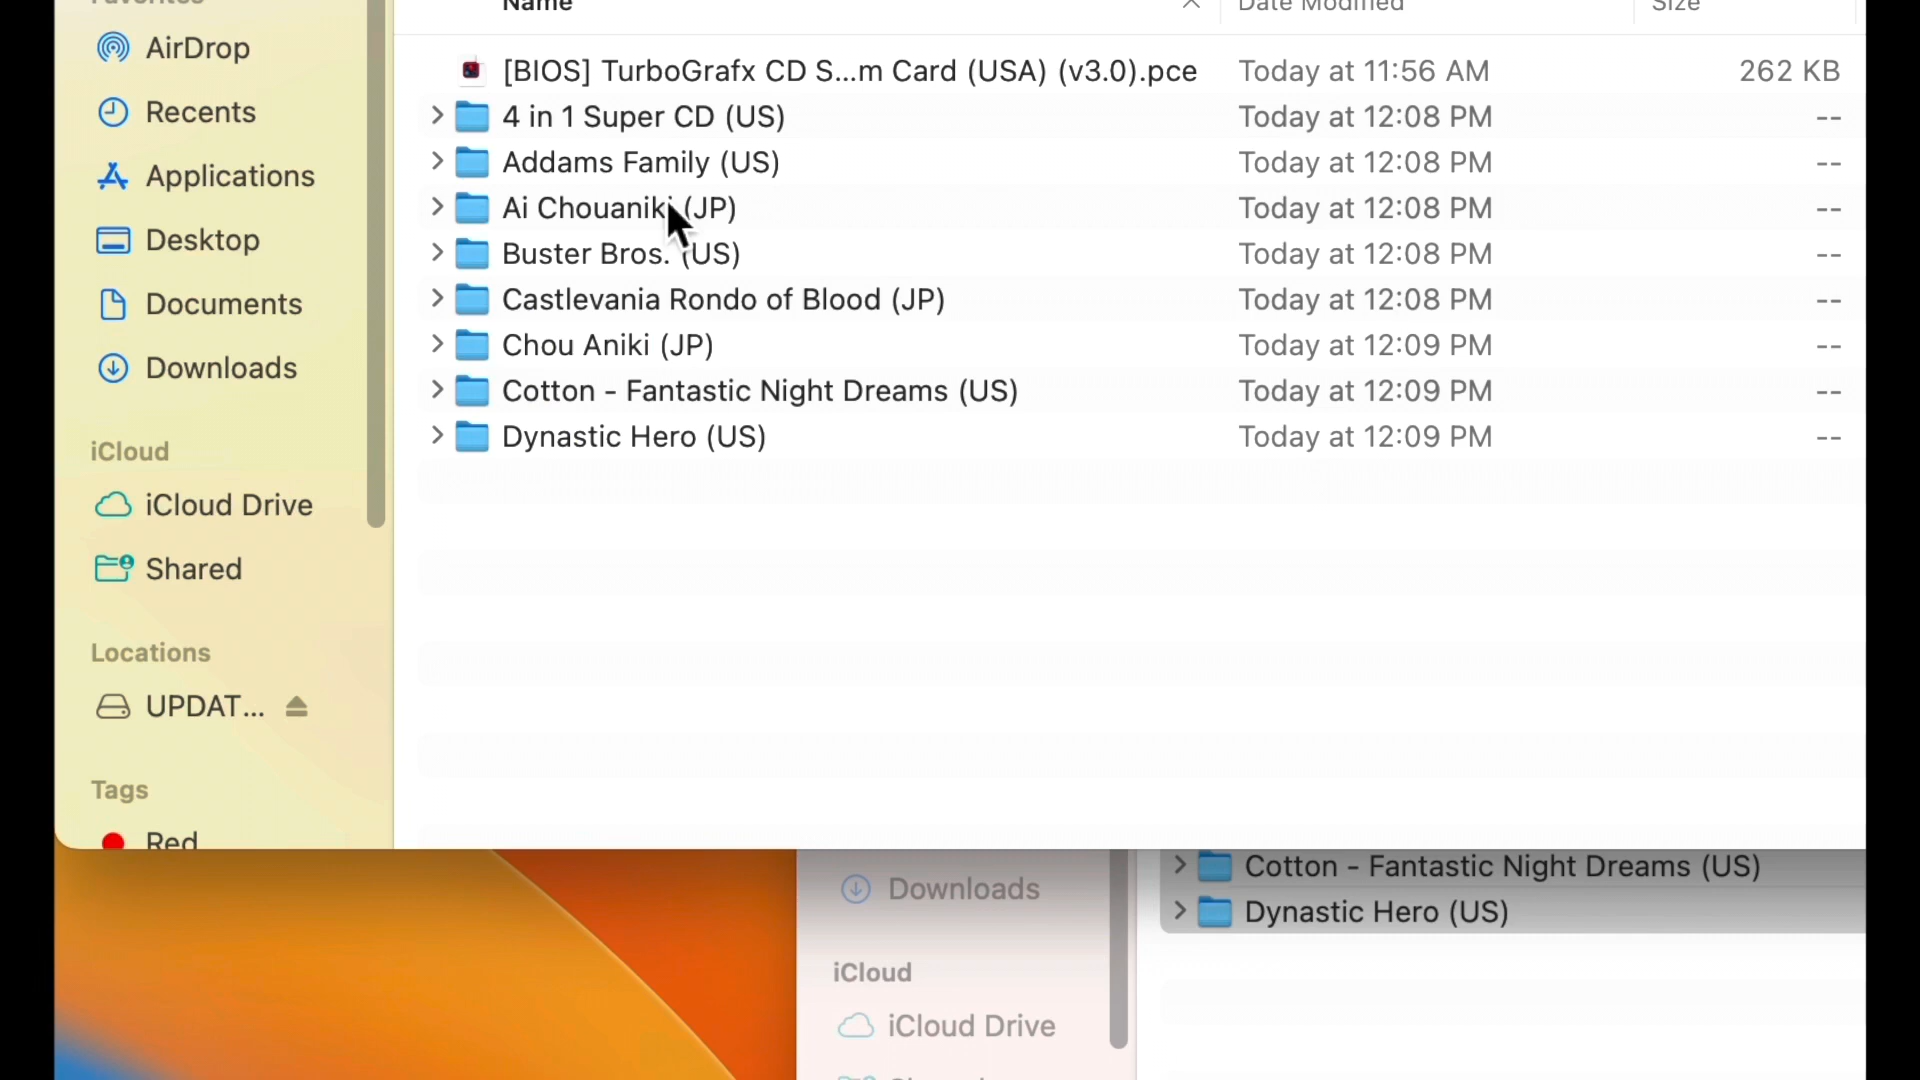 Favorites
Name Date Modified Size
AirDrop
Recents
Applications
Desktop
Documents
Downloads
iCloud
iCloud Drive
Shared
Locations
UPDAT...
Tags
Red
[BIOS] TurboGrafx CD S...m Card (USA) (v3.0).pce Today at 11:56 AM 262 KB
4 in 1 Super CD (US) Today at 12:08 PM --
Addams Family (US) Today at 12:08 PM --
Ai Chouaniki (JP) Today at 12:08 PM --
Buster Bros. (US) Today at 12:08 PM --
Castlevania Rondo of Blood (JP) Today at 12:08 PM --
Chou Aniki (JP) Today at 12:09 PM --
Cotton - Fantastic Night Dreams (US) Today at 12:09 PM --
Dynastic Hero (US) Today at 12:09 PM --
Downloads
iCloud
iCloud Drive
Cotton - Fantastic Night Dreams (US)
Dynastic Hero (US)